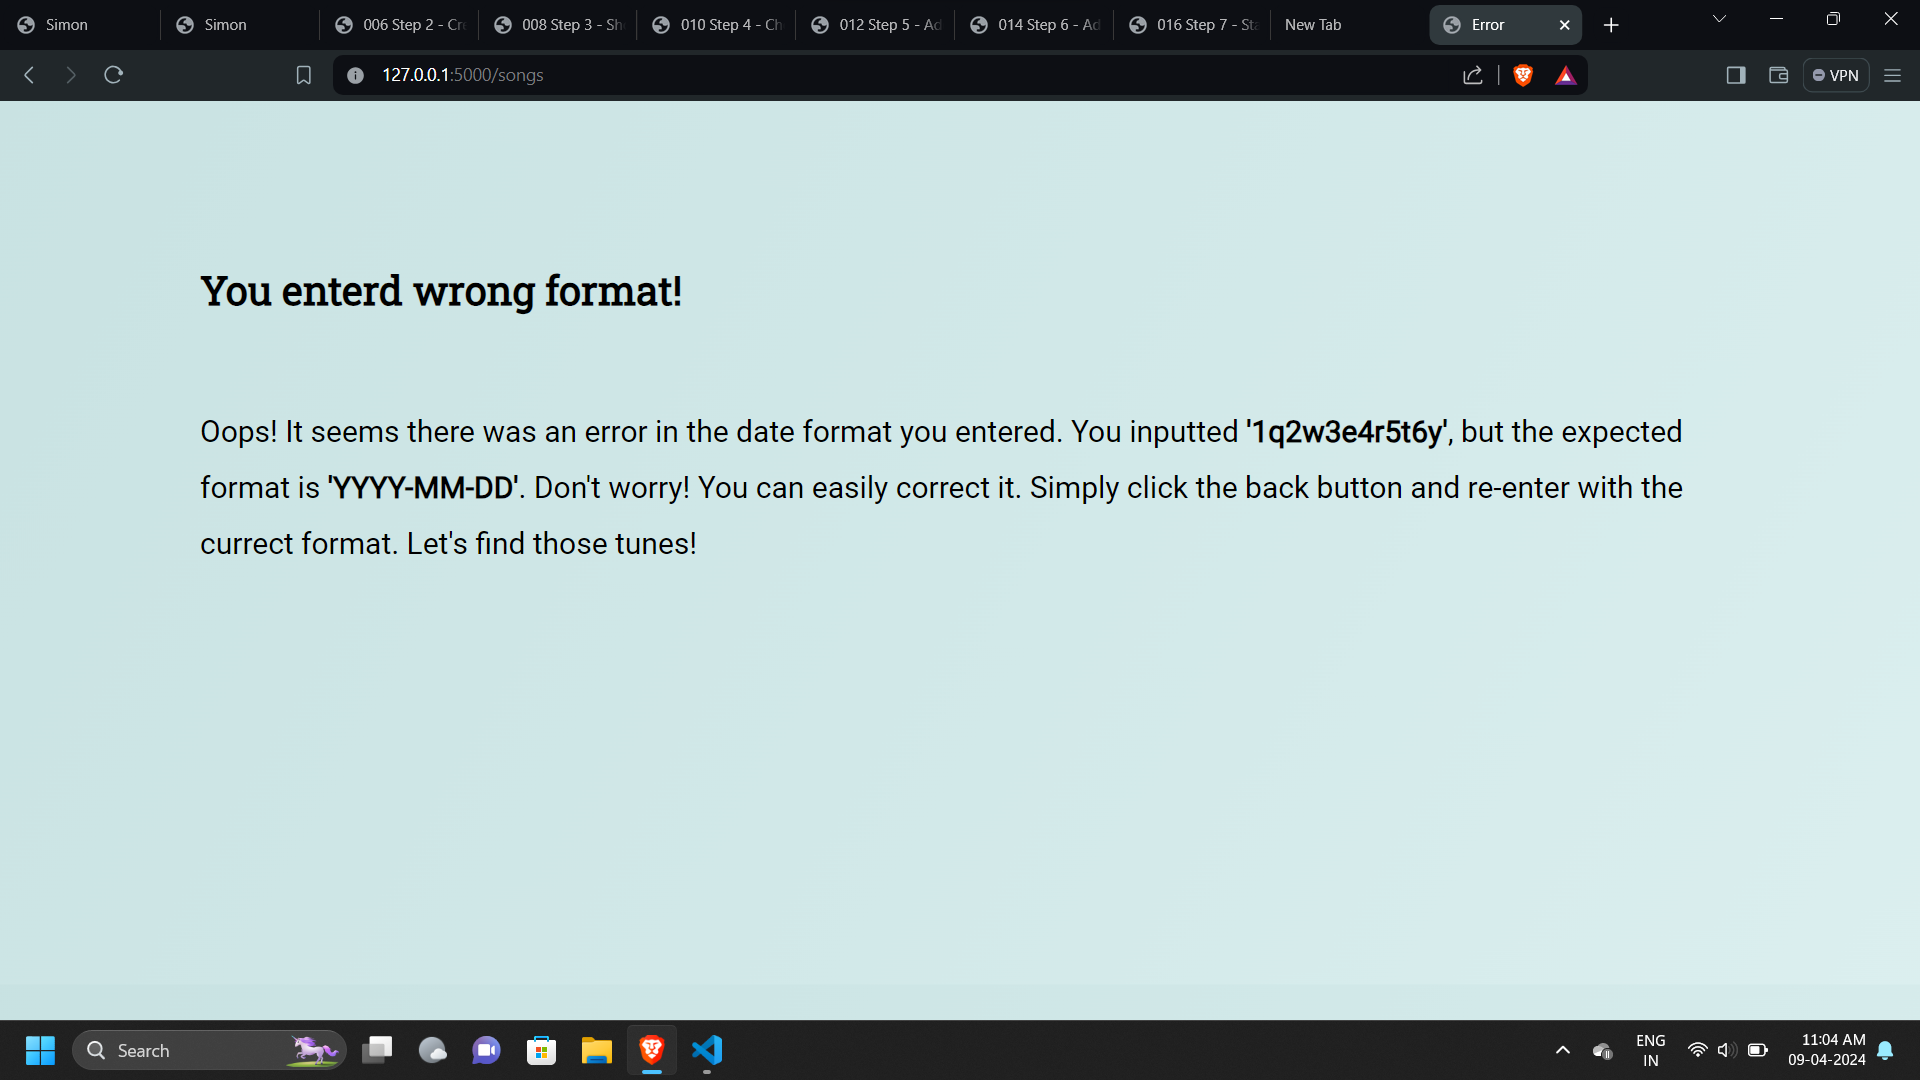 Simon
Simon
006 Step 2 - Cre
008 Step 3 - Sh
010 Step 4 - Ch
012 Step 5 - Ad
014 Step 6 - Ad
016 Step 7 - Sta
New Tab
Error
127.0.0.1:5000/songs
VPN
You enterd wrong format!
Oops! It seems there was an error in the date format you entered. You inputted '1q2w3e4r5t6y', but the expected
format is 'YYYY-MM-DD'. Don't worry! You can easily correct it. Simply click the back button and re-enter with the
currect format. Let's find those tunes!
Search
ENG
IN
11:04 AM
09-04-2024